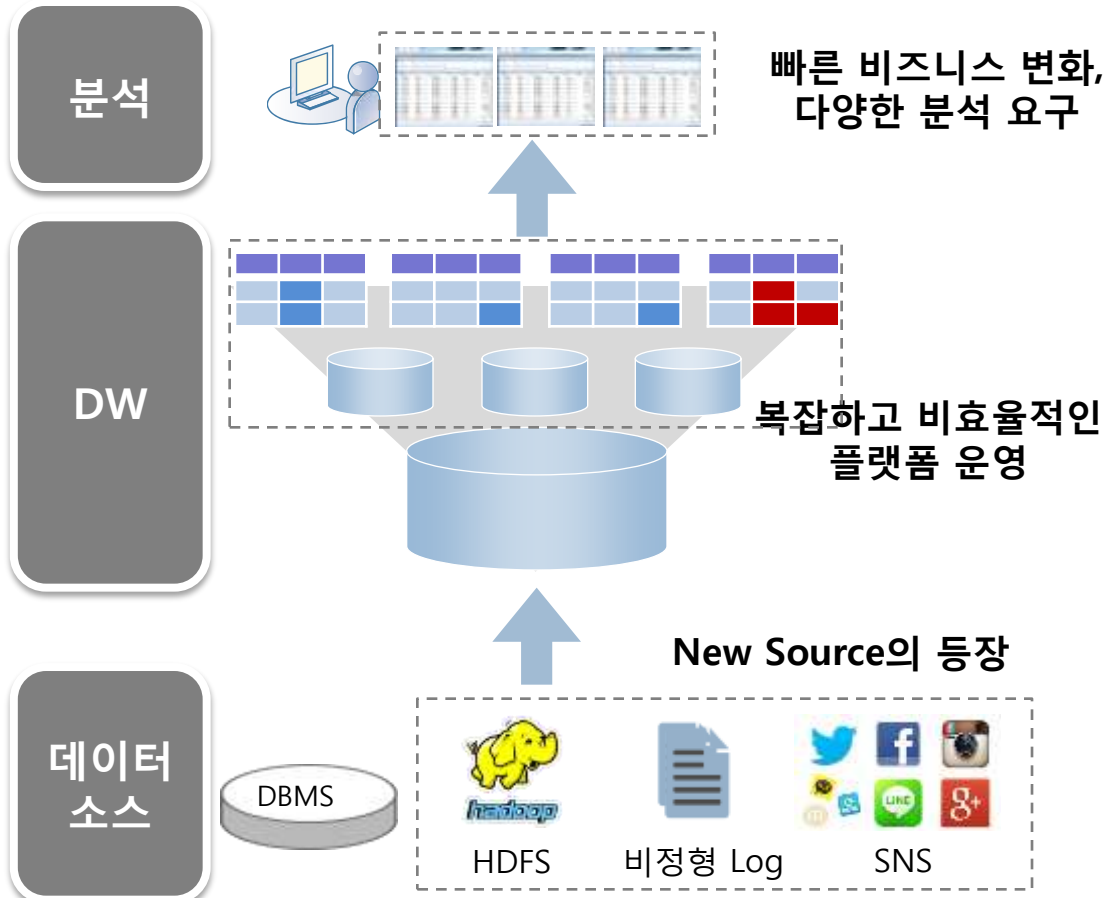 분석
빠른 비즈니스 변화,
다양한 분석 요구
DW
복잡하고 비효율적인
플랫폼 운영
New Source의 등장
데이터
소스
DBMS
hadoop
LINE
g+
HDFS
비정형 Log
SNS